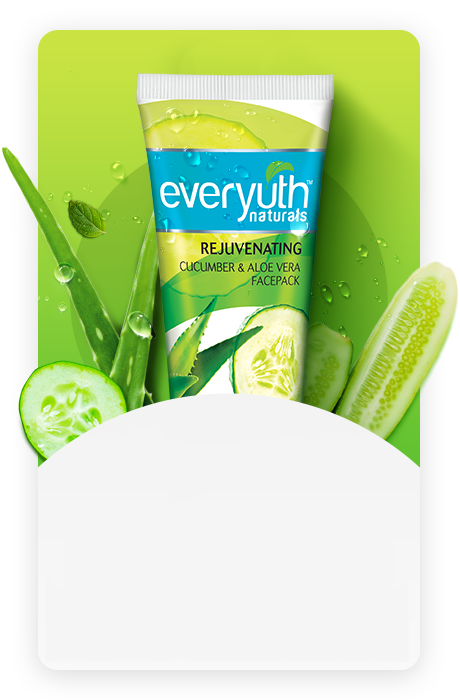 everyuth™
naturals
REJUVENATING
CUCUMBER & ALOE VERA
FACEPACK